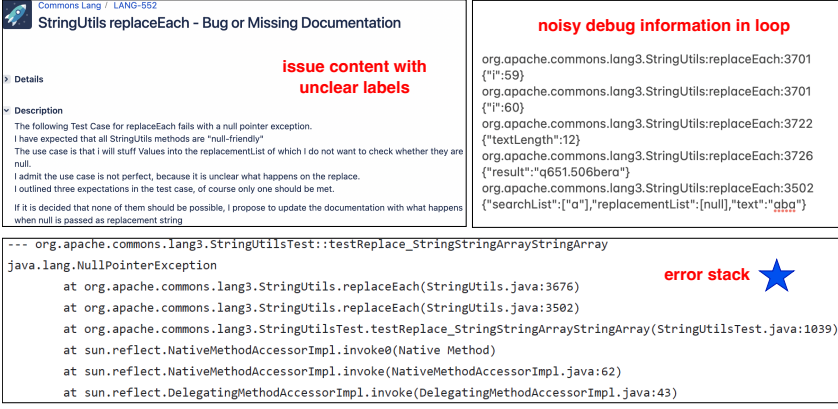 Commons Lang / LANG-552
StringUtils replaceEach - Bug or Missing Documentation
issue content with
unclear labels
Details
Description
The following Test Case for replaceEach fails with a null pointer exception.
I have expected that all StringUtils methods are "null-friendly"
The use case is that i will stuff Values into the replacementList of which I do not want to check whether they are
null.
I admit the use case is not perfect, because it is unclear what happens on the replace.
I outlined three expectations in the test case, of course only one should be met.
If it is decided that none of them should be possible, I propose to update the documentation with what happens
when null is passed as replacement string
noisy debug information in loop
org.apache.commons.lang3.StringUtils:replaceEach:3701
{"i":59}
org.apache.commons.lang3.StringUtils:replaceEach:3701
{"i":60}
org.apache.commons.lang3.StringUtils:replaceEach:3722
{"textLength":12}
org.apache.commons.lang3.StringUtils:replaceEach:3726
{"result":"q651.506bera"}
org.apache.commons.lang3.StringUtils:replaceEach:3502
{"searchList":["a"],"replacementList":[null],"text":"aba"}
--- org.apache.commons.lang3.StringUtilsTest::testReplace_StringStringArrayStringArray
java.lang.NullPointerException
error stack
at org.apache.commons.lang3.StringUtils.replaceEach(StringUtils.java:3676)
at org.apache.commons.lang3.StringUtils.replaceEach(StringUtils.java:3502)
at org.apache.commons.lang3.StringUtilsTest.testReplace_StringStringArrayStringArray(StringUtilsTest.java:1039)
at sun.reflect.NativeMethodAccessorImpl.invoke0(Native Method)
at sun.reflect.NativeMethodAccessorImpl.invoke(NativeMethodAccessorImpl.java:62)
at sun.reflect.DelegatingMethodAccessorImpl.invoke(DelegatingMethodAccessorImpl.java:43)